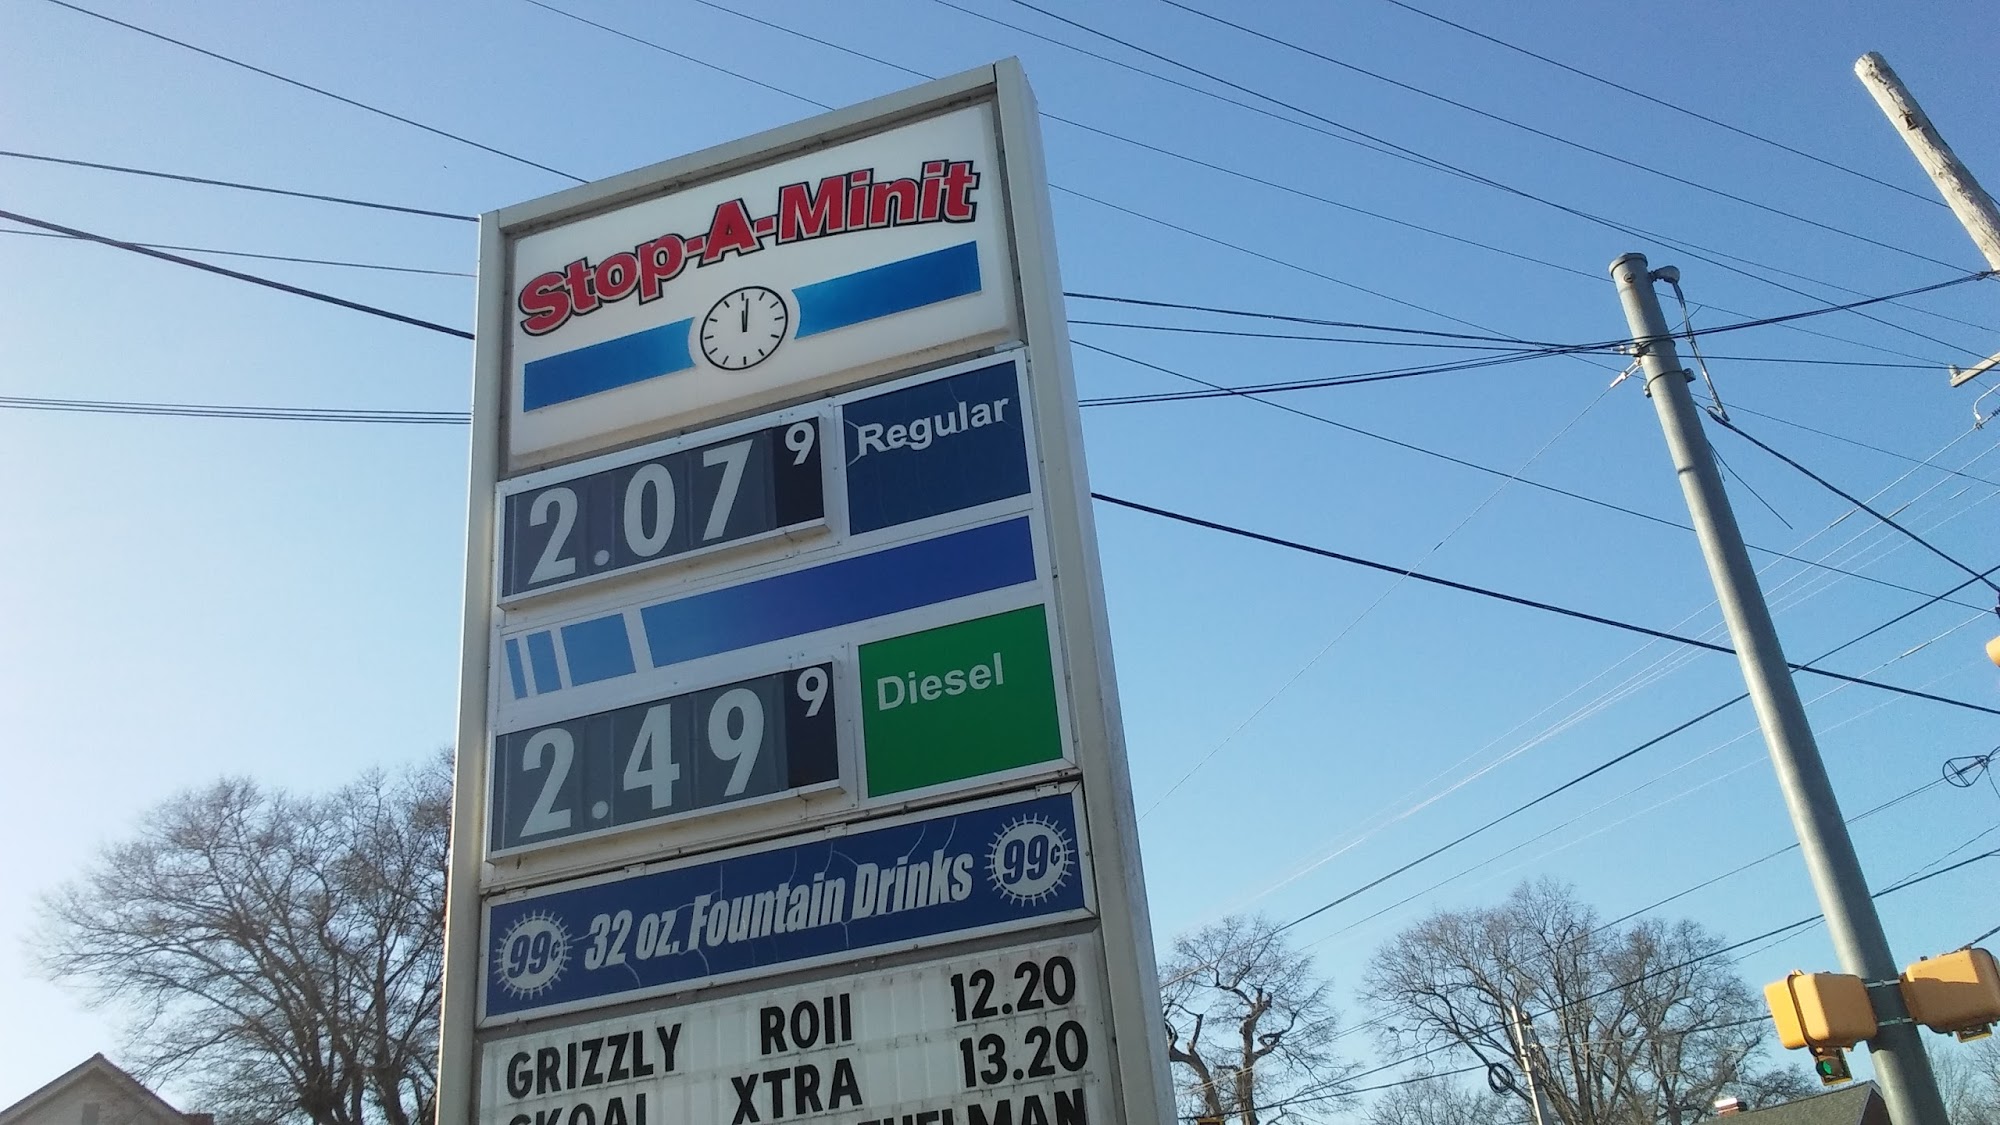 Stop-A-Minit
2.07 9 Regular
2.49 9 Diesel
99¢ 32 oz. Fountain Drinks 99¢
GRIZZLY ROll 12.20
SKOAL XTRA 13.20